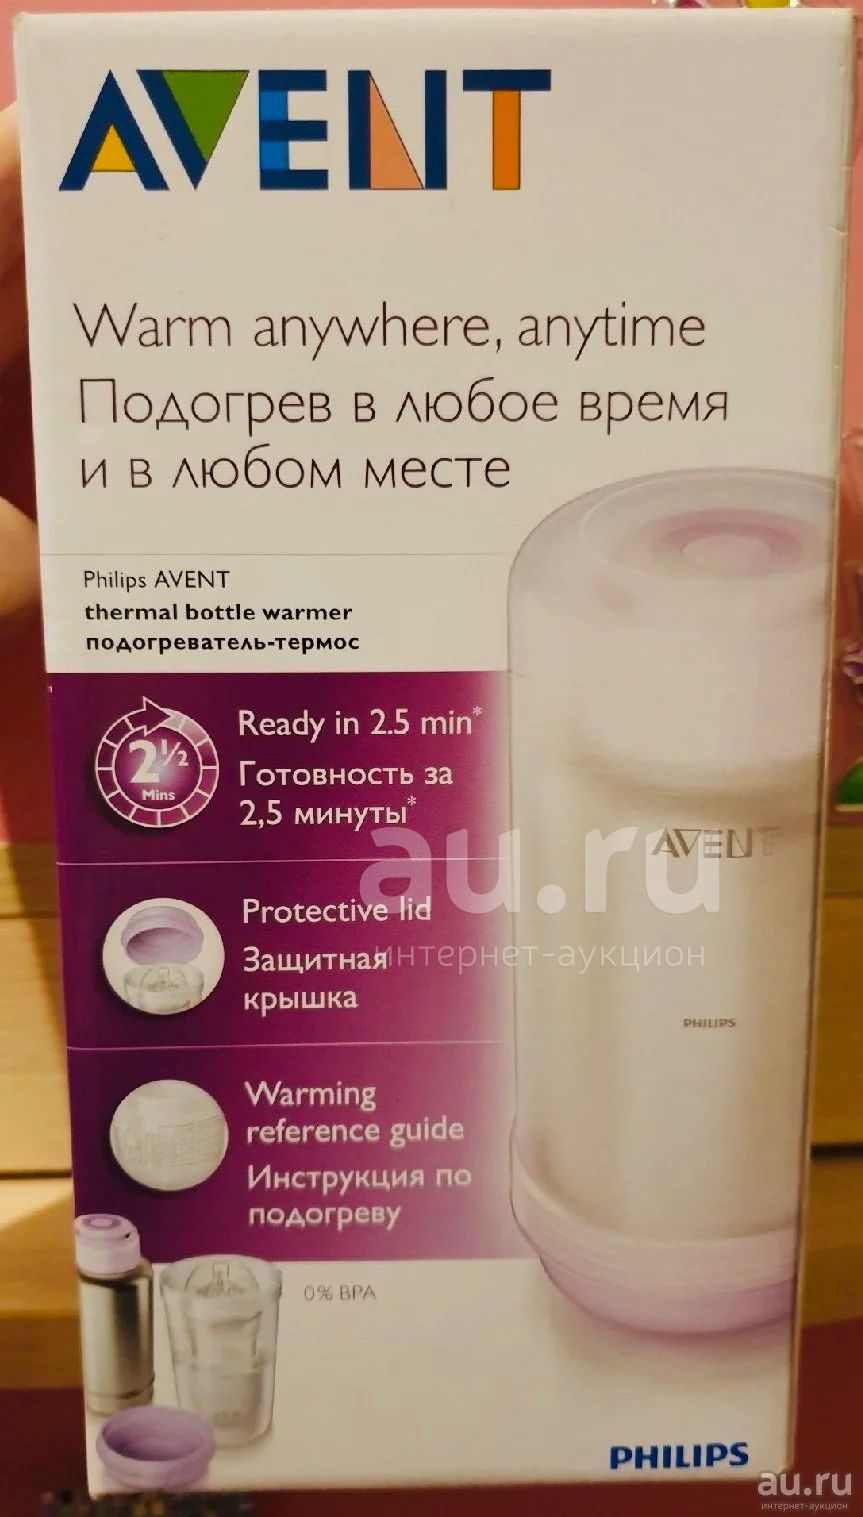 AVENT
Warm anywhere, anytime
Подогрев в любое время
и в любом месте
Philips AVENT
thermal bottle warmer
подогреватель-термос
2½
Mins
Ready in 2.5 min*
Готовность за
2,5 минуты*
Protective lid
Защитная
крышка
Warming
reference guide
Инструкция по
подогреву
0% BPA
AVENT
PHILIPS
PHILIPS
au.ru
интернет-аукцион
au.ru
интернет-аукцион